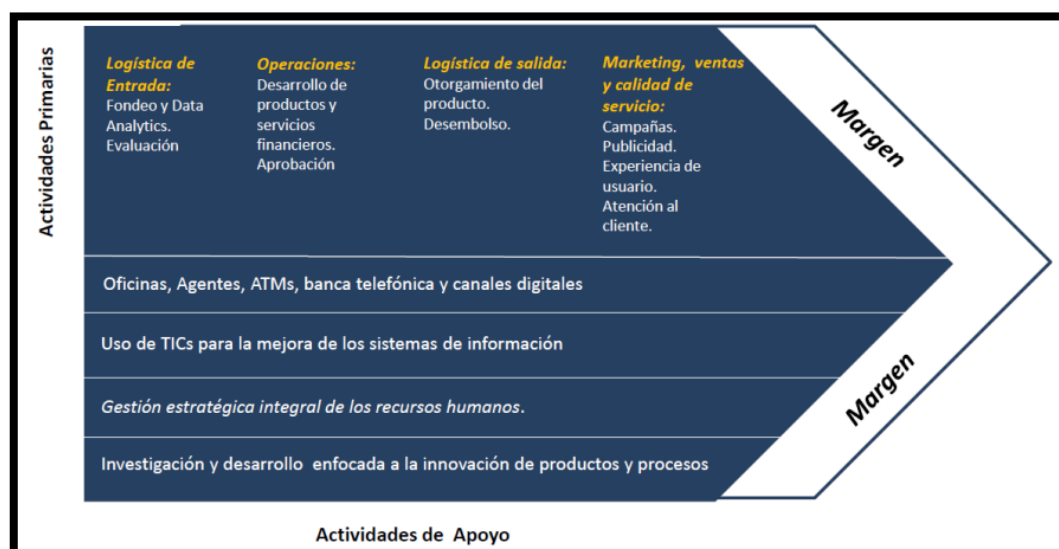 Actividades Primarias
Logística de
Entrada:
Fondeo y Data
Analytics.
Evaluación
Operaciones:
Desarrollo de
productos y
servicios
financieros.
Aprobación
Logística de salida:
Otorgamiento del
producto.
Desembolso.
Marketing, ventas
y calidad de
servicio:
Campañas.
Publicidad.
Experiencia de
usuario.
Atención al
cliente.
Margen
Oficinas, Agentes, ATMs, banca telefónica y canales digitales
Uso de TICs para la mejora de los sistemas de información
Gestión estratégica integral de los recursos humanos.
Investigación y desarrollo enfocada a la innovación de productos y procesos
Margen
Actividades de Apoyo